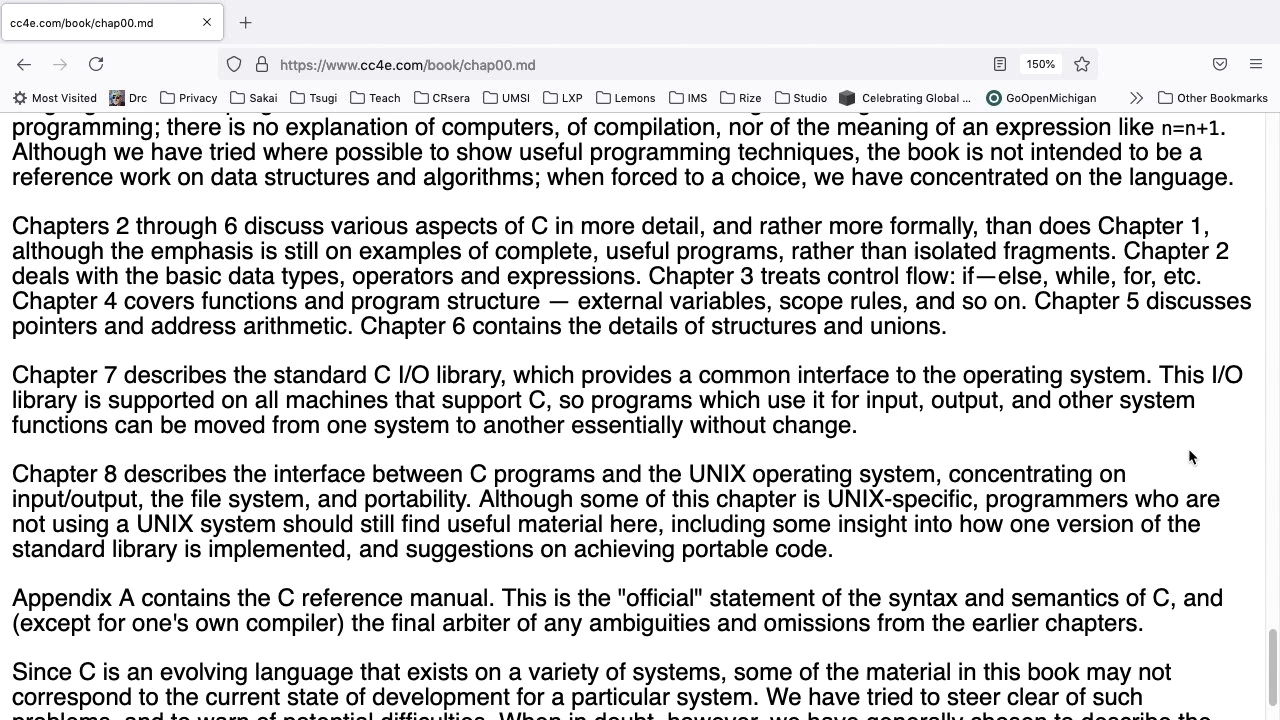 cc4e.com/book/chap00.md
https://www.cc4e.com/book/chap00.md
150%
Most Visited Drc Privacy Sakai Tsugi Teach CRsera UMSI LXP Lemons IMS Rize Studio Celebrating Global ... GoOpenMichigan Other Bookmarks
programming; there is no explanation of computers, of compilation, nor of the meaning of an expression like n=n+1.
Although we have tried where possible to show useful programming techniques, the book is not intended to be a
reference work on data structures and algorithms; when forced to a choice, we have concentrated on the language.
Chapters 2 through 6 discuss various aspects of C in more detail, and rather more formally, than does Chapter 1,
although the emphasis is still on examples of complete, useful programs, rather than isolated fragments. Chapter 2
deals with the basic data types, operators and expressions. Chapter 3 treats control flow: if—else, while, for, etc.
Chapter 4 covers functions and program structure — external variables, scope rules, and so on. Chapter 5 discusses
pointers and address arithmetic. Chapter 6 contains the details of structures and unions.
Chapter 7 describes the standard C I/O library, which provides a common interface to the operating system. This I/O
library is supported on all machines that support C, so programs which use it for input, output, and other system
functions can be moved from one system to another essentially without change.
Chapter 8 describes the interface between C programs and the UNIX operating system, concentrating on
input/output, the file system, and portability. Although some of this chapter is UNIX-specific, programmers who are
not using a UNIX system should still find useful material here, including some insight into how one version of the
standard library is implemented, and suggestions on achieving portable code.
Appendix A contains the C reference manual. This is the "official" statement of the syntax and semantics of C, and
(except for one's own compiler) the final arbiter of any ambiguities and omissions from the earlier chapters.
Since C is an evolving language that exists on a variety of systems, some of the material in this book may not
correspond to the current state of development for a particular system. We have tried to steer clear of such
problems, and to warn of potential difficulties. When in doubt, however, we have generally chosen to describe the